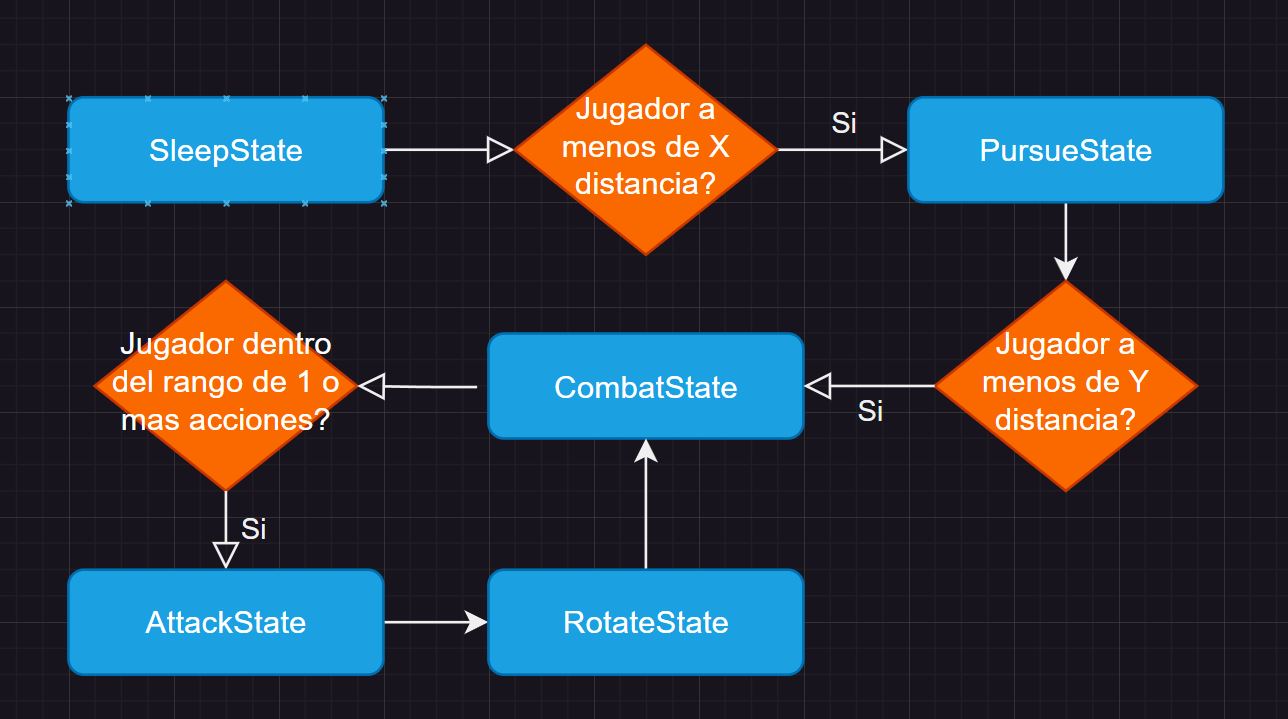 SleepState
Jugador a
menos de X
distancia?
Si
PursueState
Jugador a
menos de Y
distancia?
Si
CombatState
Jugador dentro
del rango de 1 o
mas acciones?
Si
AttackState
RotateState